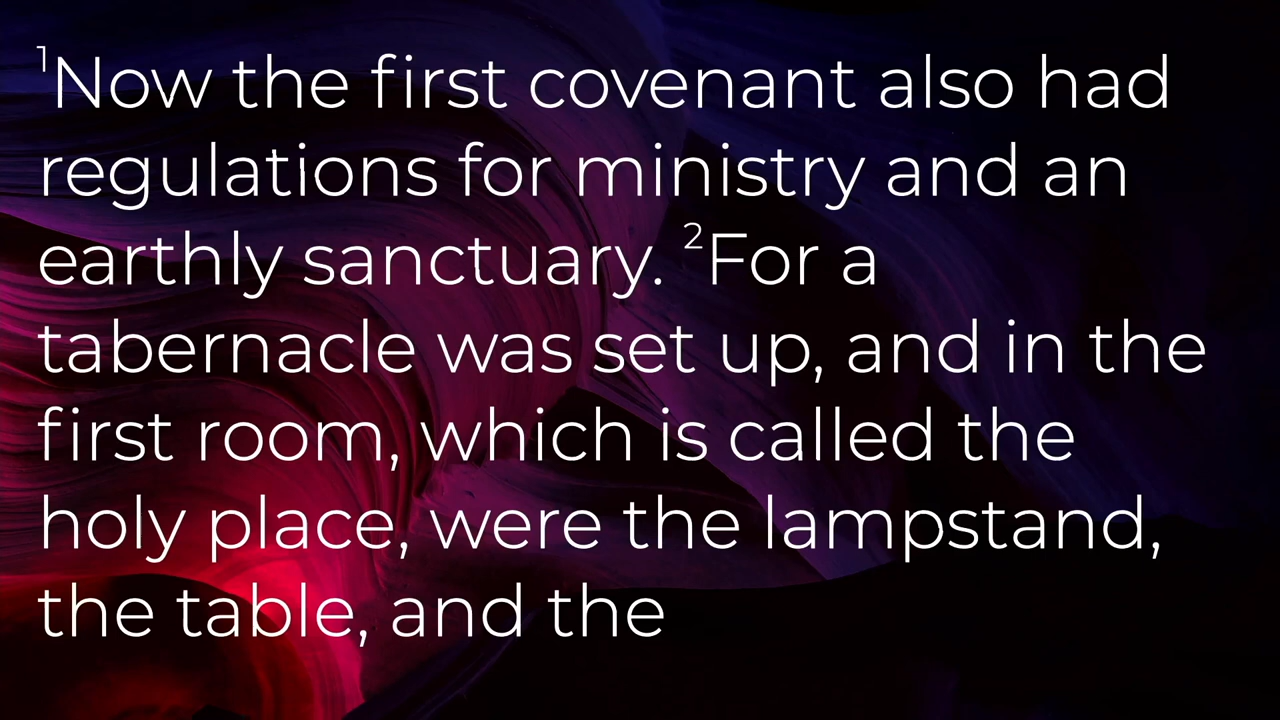 ¹Now the first covenant also had
regulations for ministry and an
earthly sanctuary. ²For a
tabernacle was set up, and in the
first room, which is called the
holy place, were the lampstand,
the table, and the